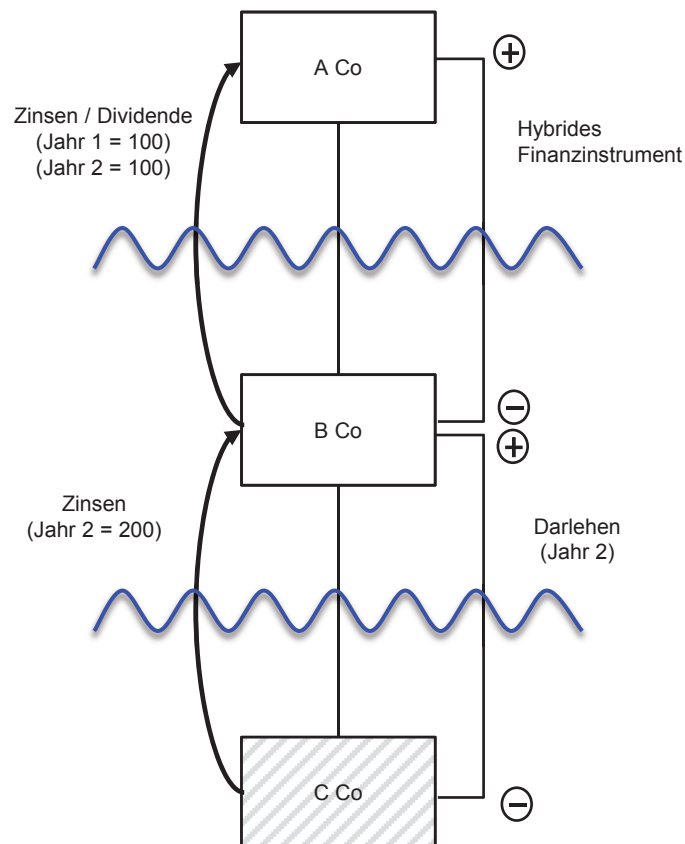 A Co
Zinsen / Dividende
(Jahr 1 = 100)
(Jahr 2 = 100)
Hybrides
Finanzinstrument
B Co
Zinsen
(Jahr 2 = 200)
Darlehen
(Jahr 2)
C Co